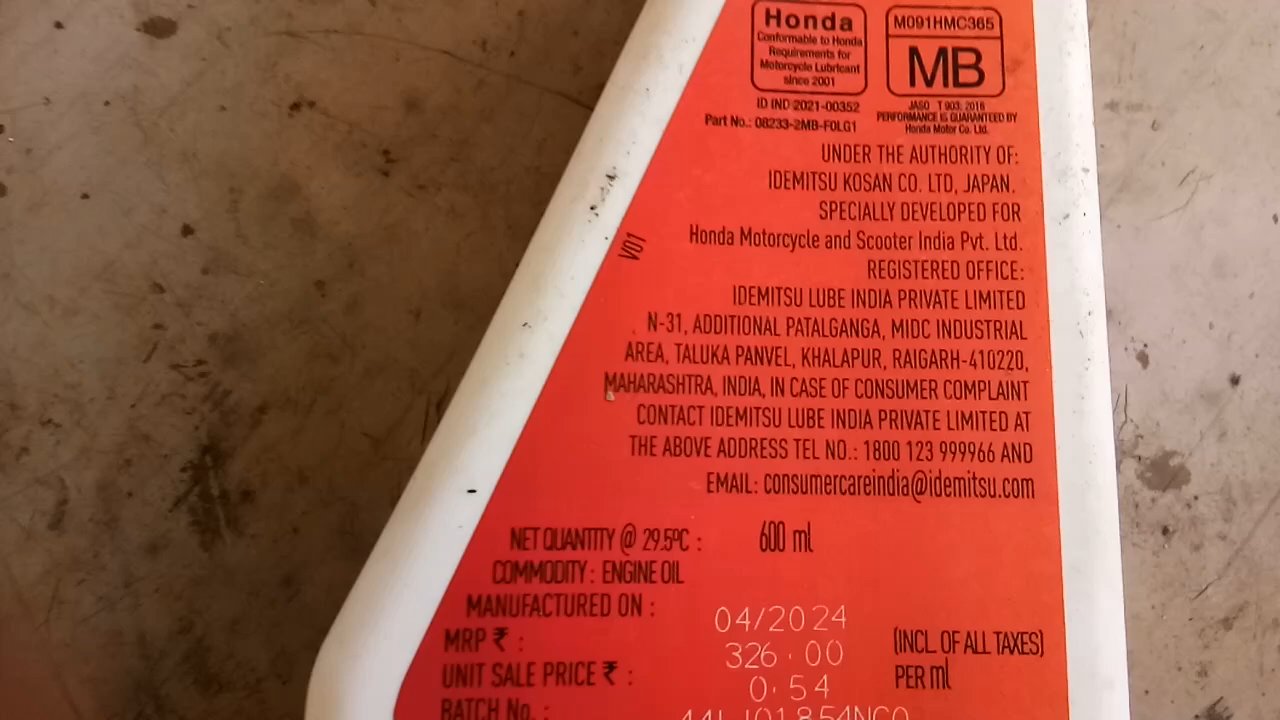 Honda
Conformable to Honda
Requirements for
Motorcycle Lubricant
since 2001
M091HMC365
MB
ID IND 2021-00352
Part No.: 08233-2MB-F0LG1
JASO T 903: 2016
PERFORMANCE IS GUARANTEED BY
Honda Motor Co. Ltd.
UNDER THE AUTHORITY OF:
IDEMITSU KOSAN CO. LTD, JAPAN.
SPECIALLY DEVELOPED FOR
Honda Motorcycle and Scooter India Pvt. Ltd.
V01
REGISTERED OFFICE:
IDEMITSU LUBE INDIA PRIVATE LIMITED
N-31, ADDITIONAL PATALGANGA, MIDC INDUSTRIAL
AREA, TALUKA PANVEL, KHALAPUR, RAIGARH-410220,
MAHARASHTRA, INDIA, IN CASE OF CONSUMER COMPLAINT
CONTACT IDEMITSU LUBE INDIA PRIVATE LIMITED AT
THE ABOVE ADDRESS TEL NO.: 1800 123 999966 AND
EMAIL: consumercareindia@idemitsu.com
NET QUANTITY @ 29.5ºC : 600 ml
COMMODITY : ENGINE OIL
MANUFACTURED ON : 04/2024
MRP ₹ : 326.00 (INCL. OF ALL TAXES)
UNIT SALE PRICE ₹ : 0.54 PER ml
BATCH No. :